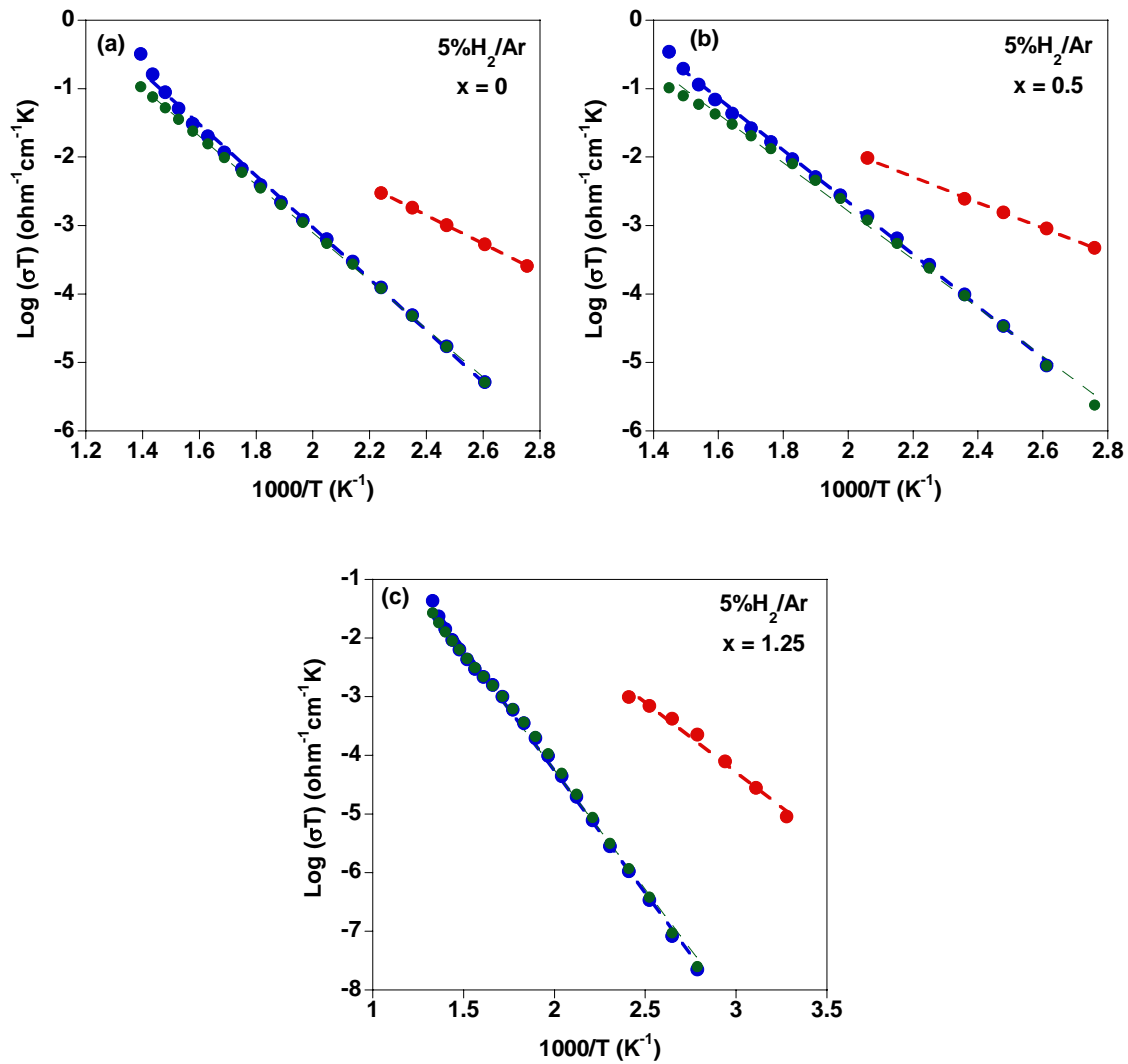 (a)
5%H₂/Ar
x = 0
Log (σT) (ohm⁻¹cm⁻¹K)
0
-1
-2
-3
-4
-5
-6
1.2 1.4 1.6 1.8 2 2.2 2.4 2.6 2.8
1000/T (K⁻¹)
(b)
5%H₂/Ar
x = 0.5
Log (σT) (ohm⁻¹cm⁻¹K)
0
-1
-2
-3
-4
-5
-6
1.4 1.6 1.8 2 2.2 2.4 2.6 2.8
1000/T (K⁻¹)
(c)
5%H₂/Ar
x = 1.25
Log (σT) (ohm⁻¹cm⁻¹K)
-1
-2
-3
-4
-5
-6
-7
-8
1 1.5 2 2.5 3 3.5
1000/T (K⁻¹)